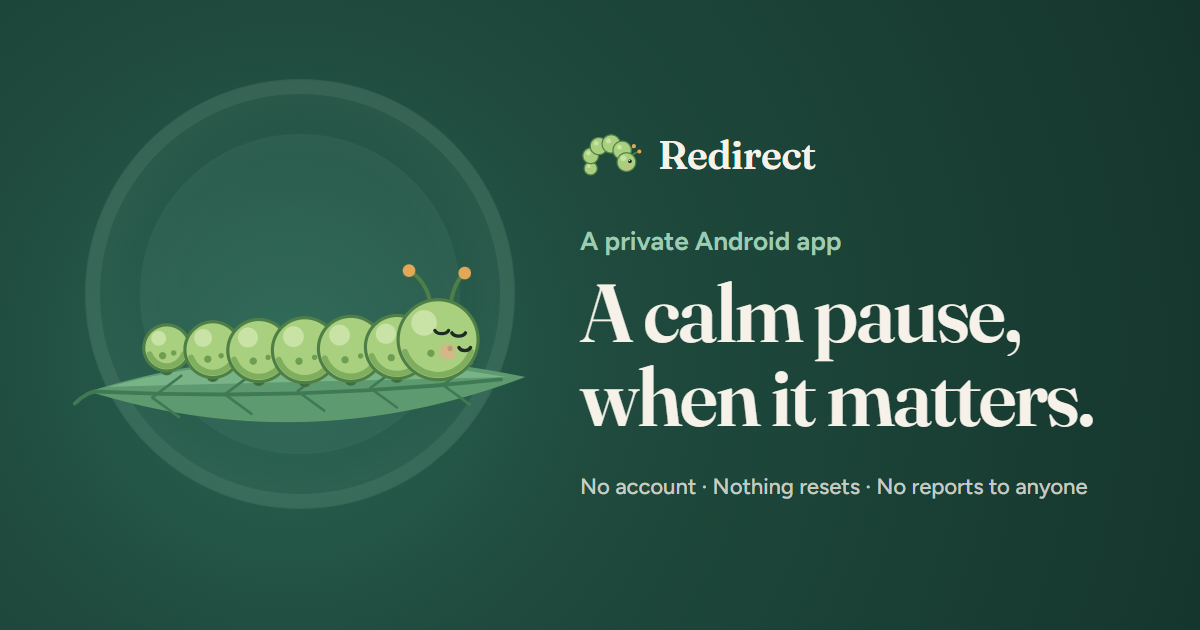 Redirect
A private Android app
A calm pause,
when it matters.
No account · Nothing resets · No reports to anyone